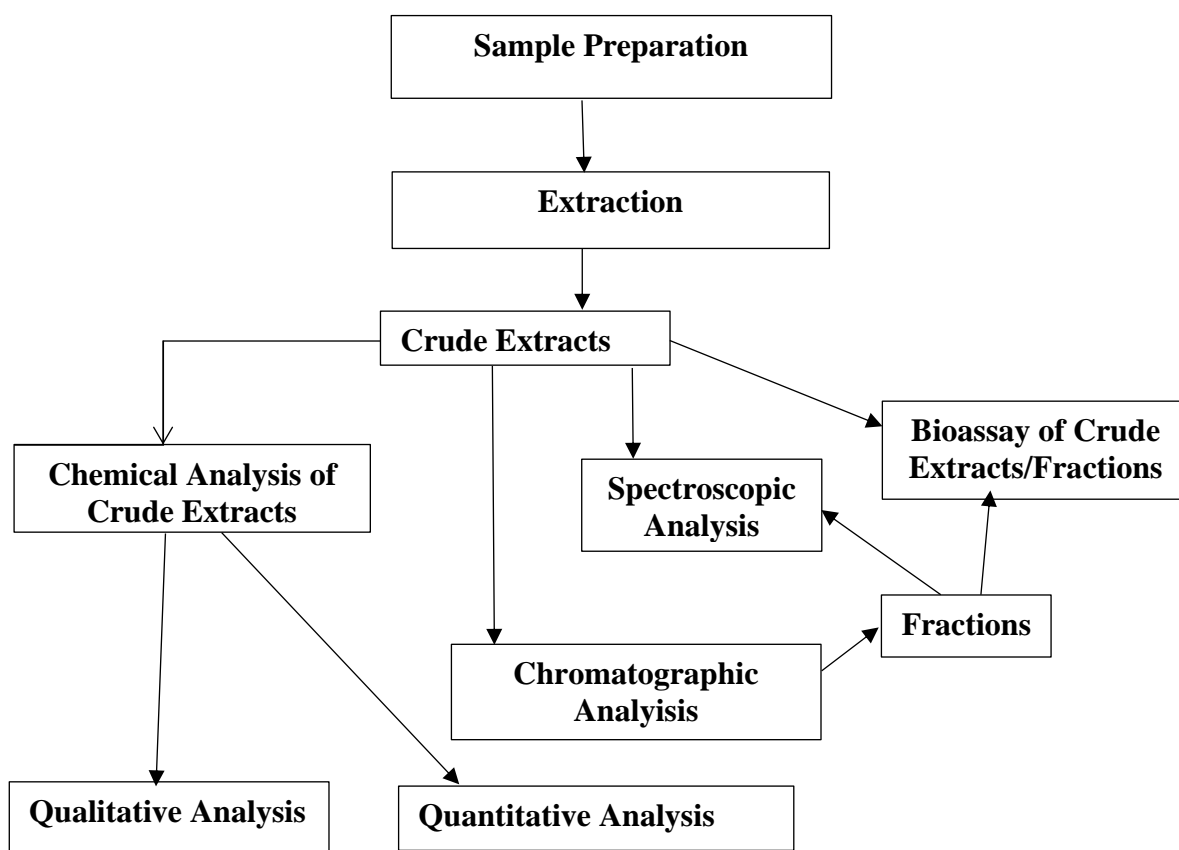 Sample Preparation
Extraction
Crude Extracts
Bioassay of Crude
Extracts/Fractions
Chemical Analysis of
Crude Extracts
Spectroscopic
Analysis
Fractions
Chromatographic
Analyisis
Qualitative Analysis
Quantitative Analysis